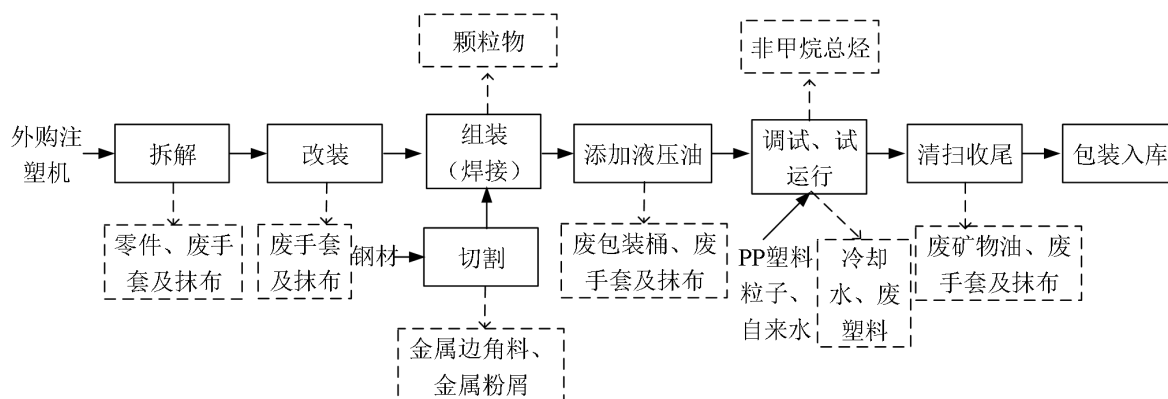 颗粒物
非甲烷总烃
外购注
塑机
拆解
改装
组装
（焊接）
添加液压油
调试、试
运行
清扫收尾
包装入库
零件、废手
套及抹布
废手套
及抹布
钢材
切割
废包装桶、废
手套及抹布
PP塑料
粒子、
自来水
冷却
水、废
塑料
废矿物油、废
手套及抹布
金属边角料、
金属粉屑